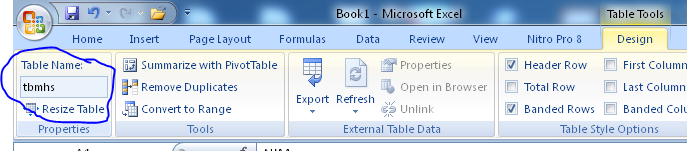 Book1 - Microsoft Excel
Table Tools
Home Insert Page Layout Formulas Data Review View Nitro Pro 8 Design
Table Name: Summarize with PivotTable Properties Header Row First Column
tbmhs Remove Duplicates Export Refresh Open in Browser Total Row Last Column
Resize Table Convert to Range Unlink Banded Rows Banded Colu
Properties Tools External Table Data Table Style Options